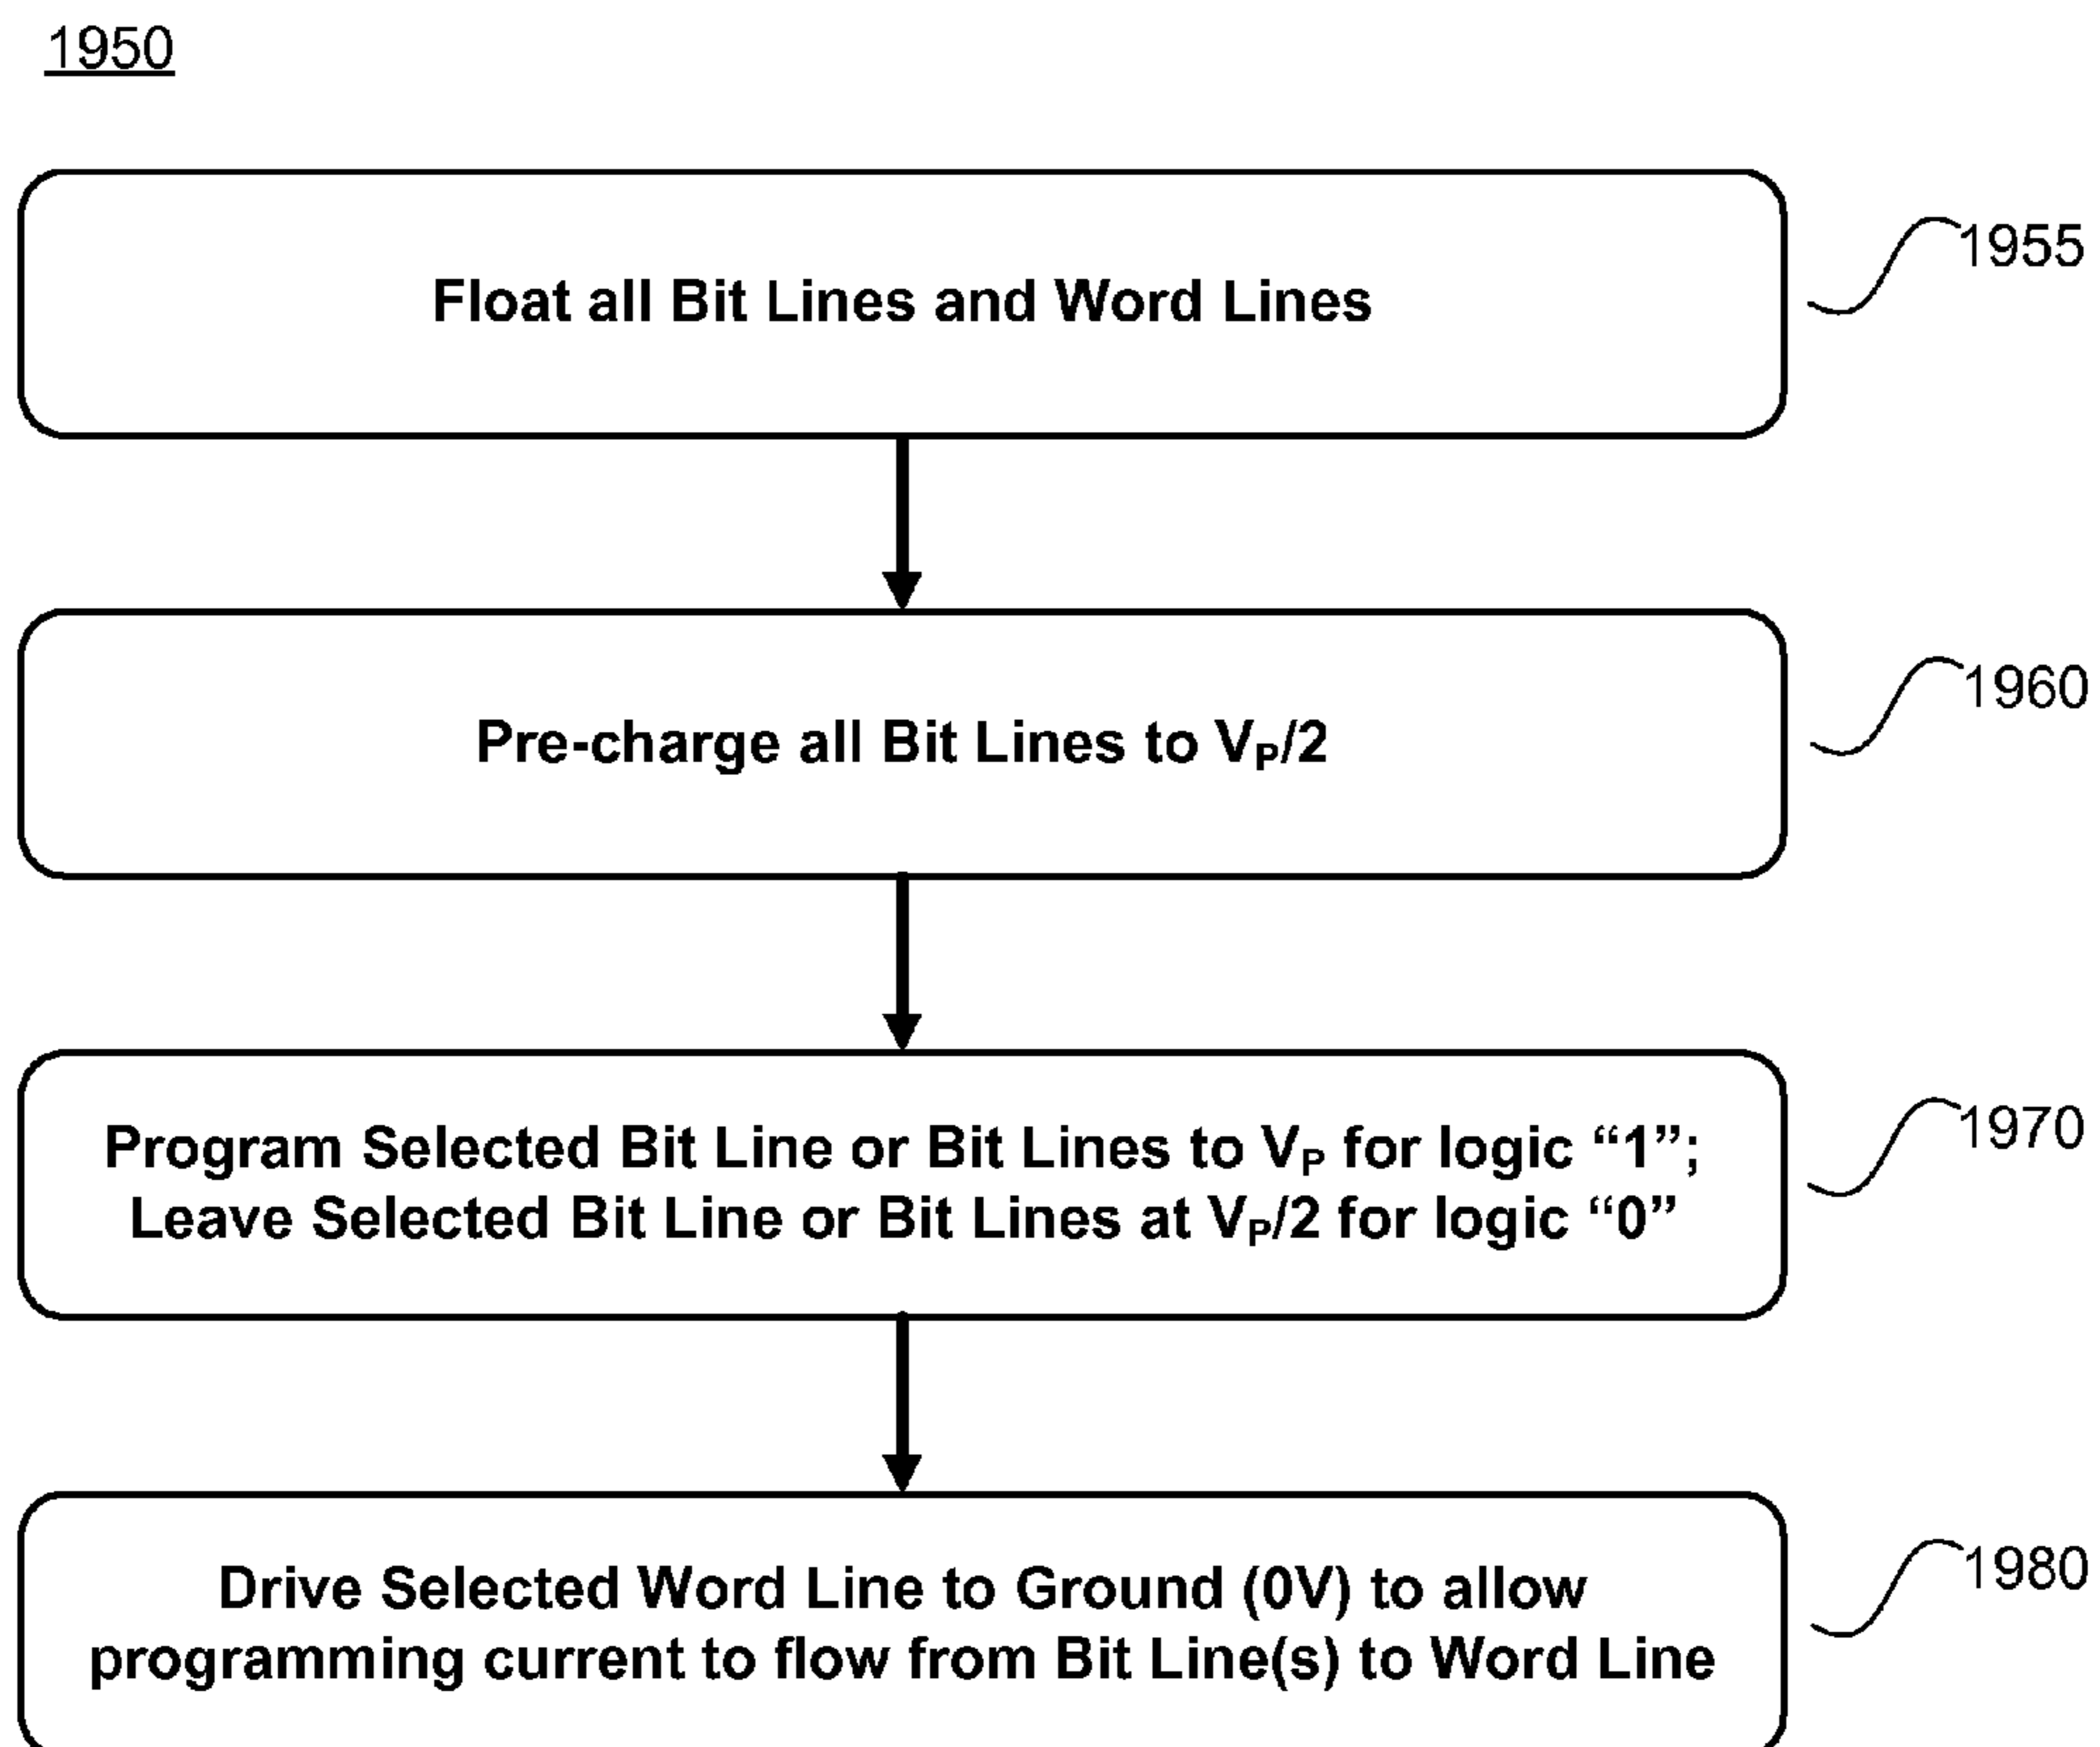 1950
Float all Bit Lines and Word Lines
1955
Pre-charge all Bit Lines to VP/2
1960
Program Selected Bit Line or Bit Lines to VP for logic “1”;
Leave Selected Bit Line or Bit Lines at VP/2 for logic “0”
1970
Drive Selected Word Line to Ground (0V) to allow
programming current to flow from Bit Line(s) to Word Line
1980